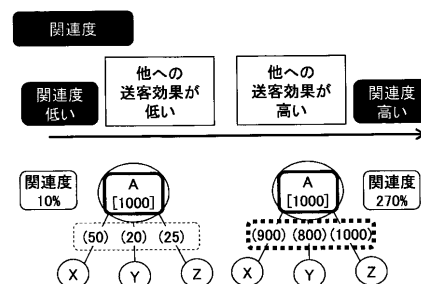 関連度
関連度
低い
他への
送客効果が
低い
他への
送客効果が
高い
関連度
高い
関連度
10%
A
[1000]
(50) (20) (25)
X Y Z
A
[1000]
関連度
270%
(900) (800) (1000)
X Y Z